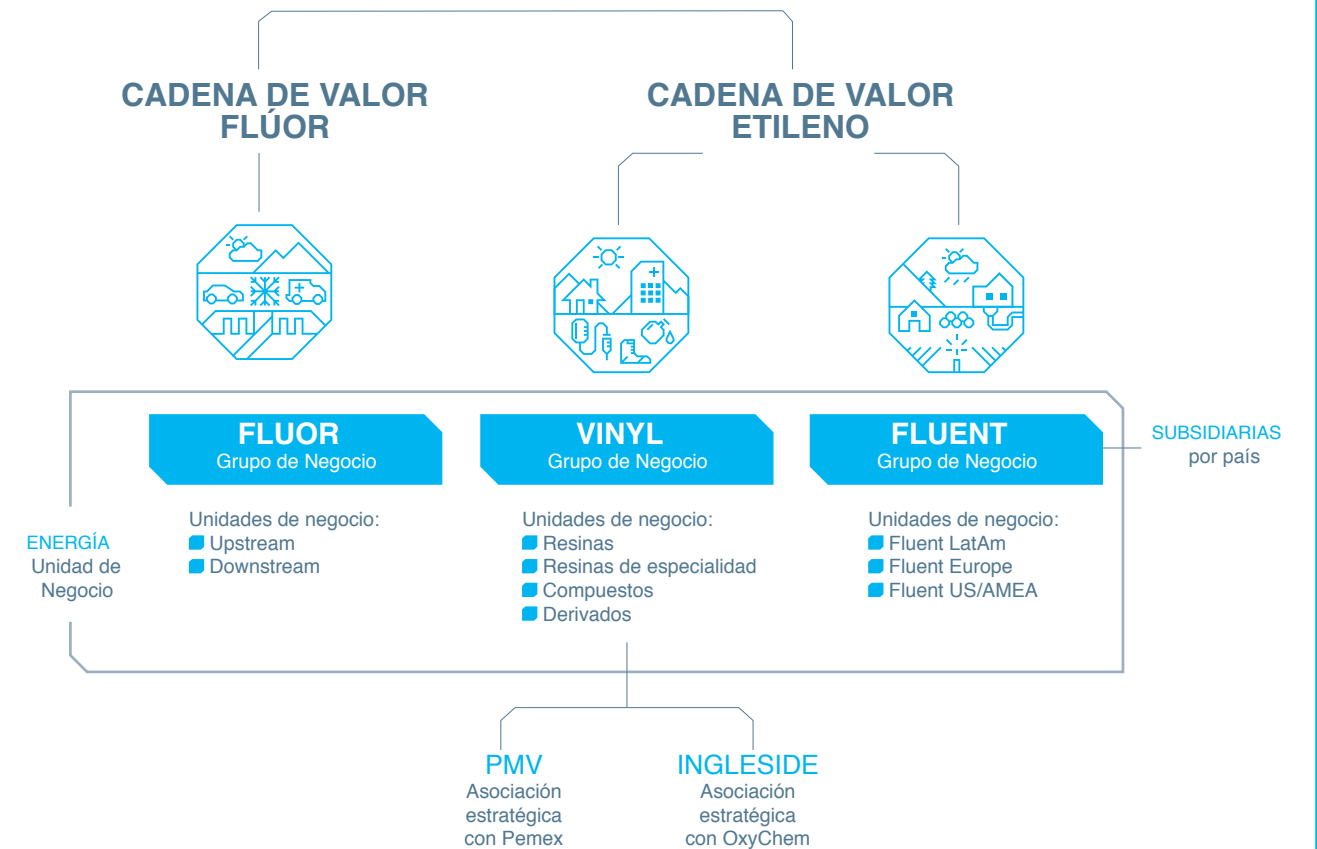 CADENA DE VALOR
FLÚOR
CADENA DE VALOR
ETILENO
FLUOR
Grupo de Negocio
VINYL
Grupo de Negocio
FLUENT
Grupo de Negocio
SUBSIDIARIAS
por país
ENERGÍA
Unidad de
Negocio
Unidades de negocio:
Upstream
Downstream
Unidades de negocio:
Resinas
Resinas de especialidad
Compuestos
Derivados
Unidades de negocio:
Fluent LatAm
Fluent Europe
Fluent US/AMEA
PMV
Asociación
estratégica
con Pemex
INGLESIDE
Asociación
estratégica
con OxyChem